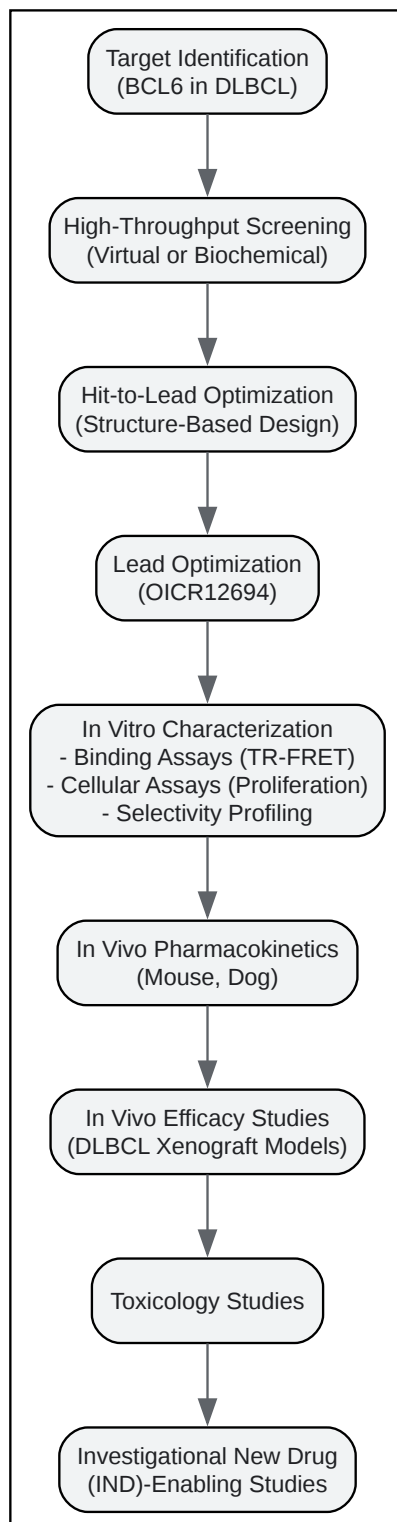 Target Identification
(BCL6 in DLBCL)
High-Throughput Screening
(Virtual or Biochemical)
Hit-to-Lead Optimization
(Structure-Based Design)
Lead Optimization
(OICR12694)
In Vitro Characterization
- Binding Assays (TR-FRET)
- Cellular Assays (Proliferation)
- Selectivity Profiling
In Vivo Pharmacokinetics
(Mouse, Dog)
In Vivo Efficacy Studies
(DLBCL Xenograft Models)
Toxicology Studies
Investigational New Drug
(IND)-Enabling Studies